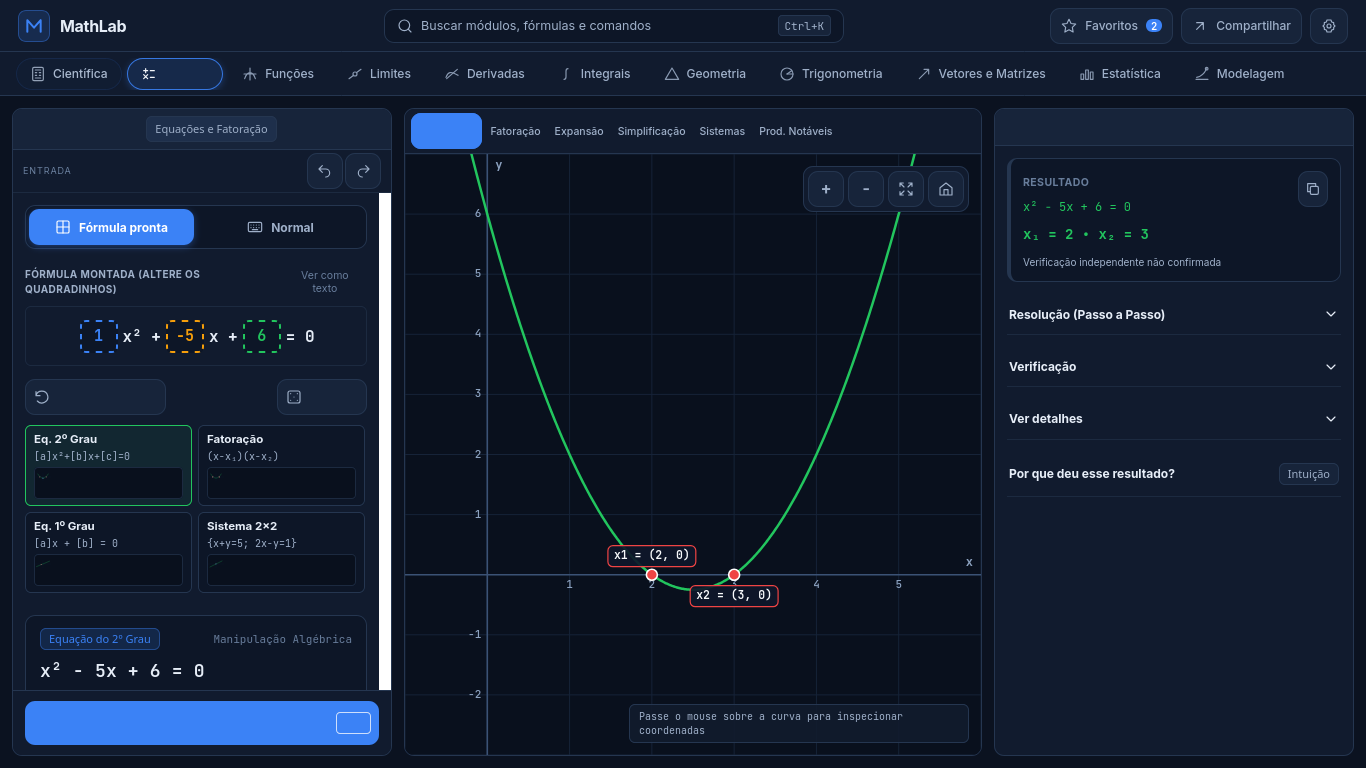 MathLab
Buscar módulos, fórmulas e comandos
Ctrl+K
Favoritos 2
Compartilhar
Científica
Funções
Limites
Derivadas
Integrais
Geometria
Trigonometria
Vetores e Matrizes
Estatística
Modelagem
Equações e Fatoração
ENTRADA
Fórmula pronta
Normal
FÓRMULA MONTADA (ALTERE OS
QUADRADINHOS)
Ver como
texto
1 x² + -5 x + 6 = 0
Eq. 2º Grau
[a]x²+[b]x+[c]=0
Fatoração
(x-x₁)(x-x₂)
Eq. 1º Grau
[a]x + [b] = 0
Sistema 2×2
{x+y=5; 2x-y=1}
Equação do 2º Grau
Manipulação Algébrica
x² - 5x + 6 = 0
Fatoração
Expansão
Simplificação
Sistemas
Prod. Notáveis
+
-
y
6
5
4
3
2
1
x1 = (2, 0)
x
1
2
3
4
5
x2 = (3, 0)
-1
-2
Passe o mouse sobre a curva para inspecionar
coordenadas
RESULTADO
x² - 5x + 6 = 0
x₁ = 2 • x₂ = 3
Verificação independente não confirmada
Resolução (Passo a Passo)
Verificação
Ver detalhes
Por que deu esse resultado?
Intuição